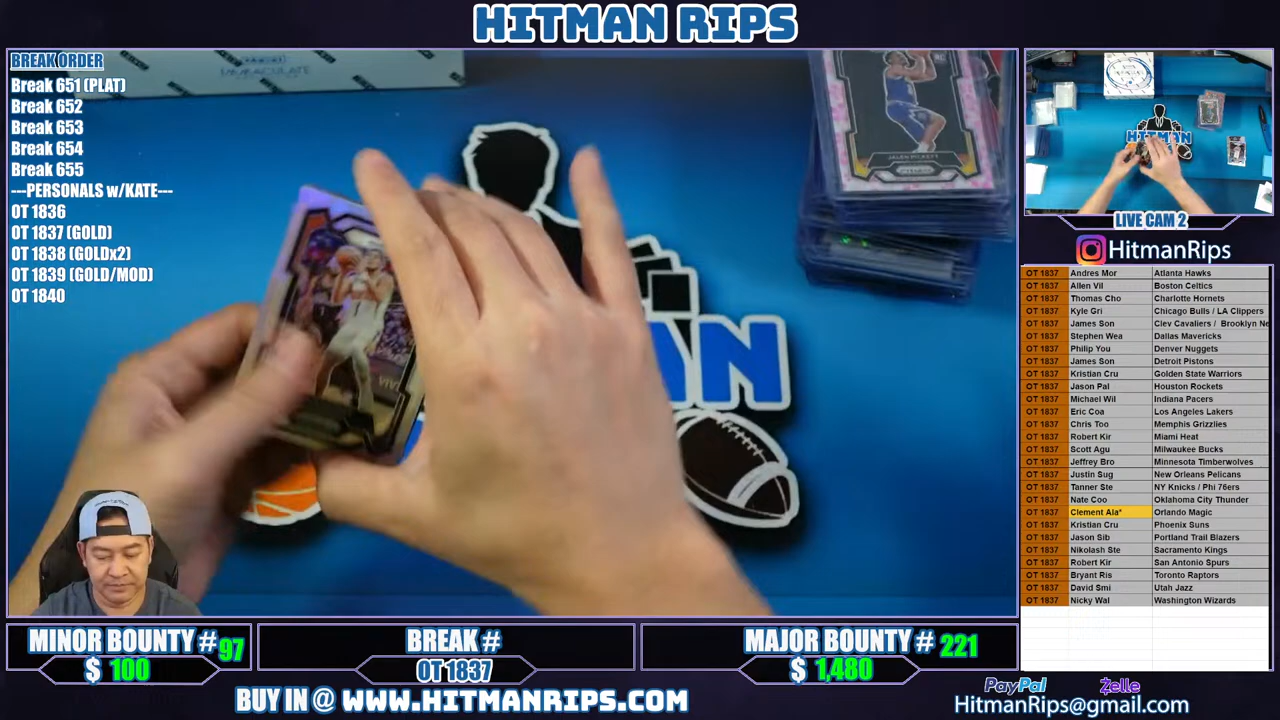 HITMAN RIPS
BREAK ORDER
Break 651 (PLAT)
Break 652
Break 653
Break 654
Break 655
---PERSONALS w/KATE---
OT 1836
OT 1837 (GOLD)
OT 1838 (GOLDx2)
OT 1839 (GOLD/MOD)
OT 1840
IMMACULATE
JALEN PICKETT
PRIZM
AN
HITMAN
LIVE CAM 2
HitmanRips
OT 1837 Andres Mor Atlanta Hawks
OT 1837 Allen Vil Boston Celtics
OT 1837 Thomas Cho Charlotte Hornets
OT 1837 Kyle Gri Chicago Bulls / LA Clippers
OT 1837 James Son Clev Cavaliers / Brooklyn Ne
OT 1837 Stephen Wea Dallas Mavericks
OT 1837 Philip You Denver Nuggets
OT 1837 James Son Detroit Pistons
OT 1837 Kristian Cru Golden State Warriors
OT 1837 Jason Pal Houston Rockets
OT 1837 Michael Wil Indiana Pacers
OT 1837 Eric Coa Los Angeles Lakers
OT 1837 Chris Too Memphis Grizzlies
OT 1837 Robert Kir Miami Heat
OT 1837 Scott Agu Milwaukee Bucks
OT 1837 Jeffrey Bro Minnesota Timberwolves
OT 1837 Justin Sug New Orleans Pelicans
OT 1837 Tanner Ste NY Knicks / Phi 76ers
OT 1837 Nate Coo Oklahoma City Thunder
OT 1837 Clement Ala* Orlando Magic
OT 1837 Kristian Cru Phoenix Suns
OT 1837 Jason Sib Portland Trail Blazers
OT 1837 Nikolash Ste Sacramento Kings
OT 1837 Robert Kir San Antonio Spurs
OT 1837 Bryant Ris Toronto Raptors
OT 1837 David Smi Utah Jazz
OT 1837 Nicky Wal Washington Wizards
MINOR BOUNTY # 97
$ 100
BREAK #
OT 1837
MAJOR BOUNTY # 221
$ 1,480
BUY IN @ WWW.HITMANRIPS.COM
PayPal Zelle
HitmanRips@gmail.com